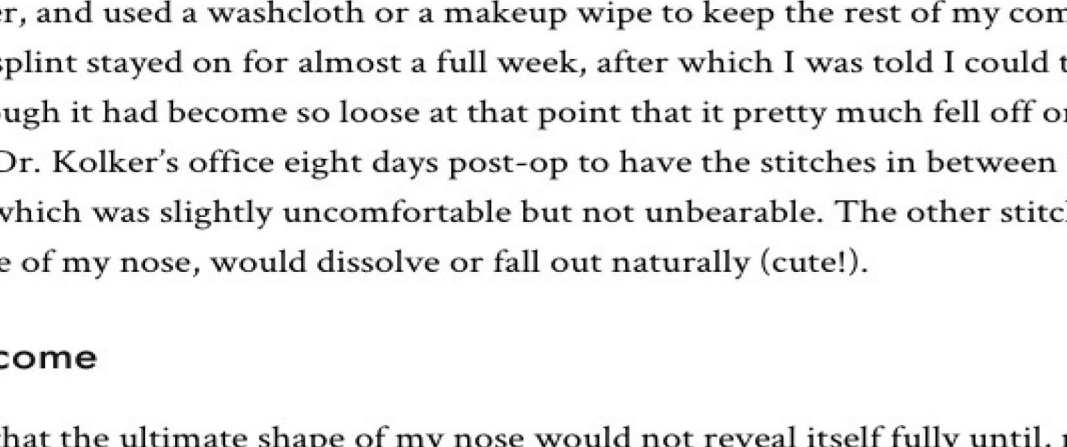 er, and used a washcloth or a makeup wipe to keep the rest of my com
splint stayed on for almost a full week, after which I was told I could t
ough it had become so loose at that point that it pretty much fell off o
Dr. Kolker's office eight days post-op to have the stitches in between
which was slightly uncomfortable but not unbearable. The other stitc
e of my nose, would dissolve or fall out naturally (cute!).
come
that the ultimate shape of my nose would not reveal itself fully until,